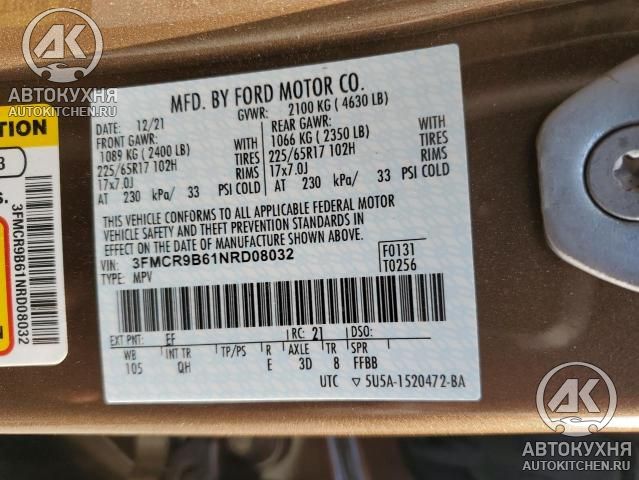 АК
АВТОКУХНЯ
AUTOKITCHEN.RU
TION
3FMCR9B61NRD08032
MFD. BY FORD MOTOR CO.
DATE: 12/21 GVWR: 2100 KG (4630 LB)
FRONT GAWR: REAR GAWR:
1089 KG (2400 LB) WITH 1066 KG (2350 LB) WITH
225/65R17 102H TIRES 225/65R17 102H TIRES
17x7.0J RIMS 17x7.0J RIMS
AT 230 kPa/ 33 PSI COLD AT 230 kPa/ 33 PSI COLD
THIS VEHICLE CONFORMS TO ALL APPLICABLE FEDERAL MOTOR
VEHICLE SAFETY AND THEFT PREVENTION STANDARDS IN
EFFECT ON THE DATE OF MANUFACTURE SHOWN ABOVE.
VIN: 3FMCR9B61NRD08032 F0131
TYPE: MPV T0256
EXT PNT: EF RC: 21 DSO:
WB INT TR TP/PS R AXLE TR SPR
105 QH E 3D 8 FFBB
UTC ▽ 5U5A-1520472-BA
АК
АВТОКУХНЯ
AUTOKITCHEN.RU